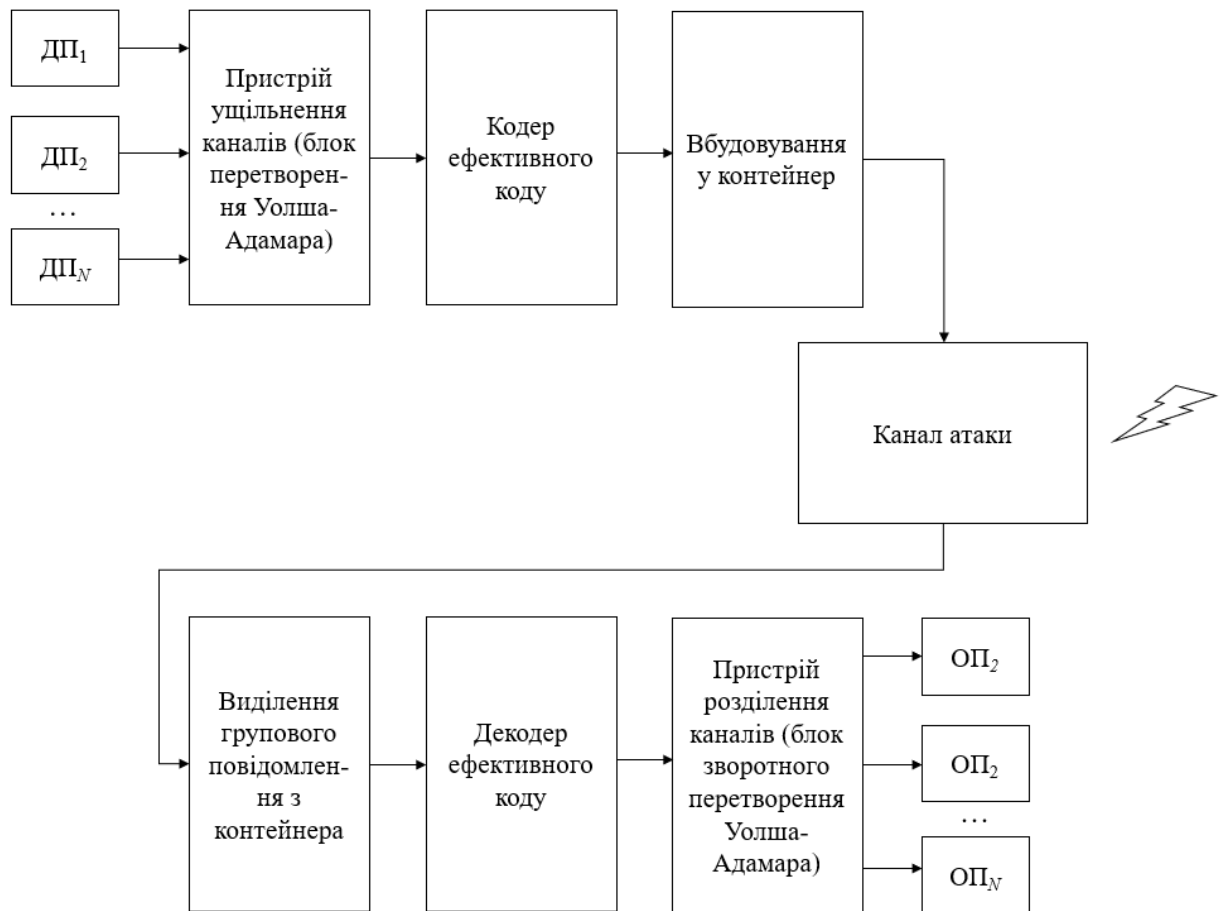 ДП1
ДП2
…
ДПN
Пристрій
ущільнення
каналів (блок
перетворен-
ня Уолша-
Адамара)
Кодер
ефективного
коду
Вбудовування
у контейнер
Канал атаки
Виділення
групового
повідомлен-
ня з
контейнера
Декодер
ефективного
коду
Пристрій
розділення
каналів (блок
зворотного
перетворення
Уолша-
Адамара)
ОП2
ОП2
…
ОПN